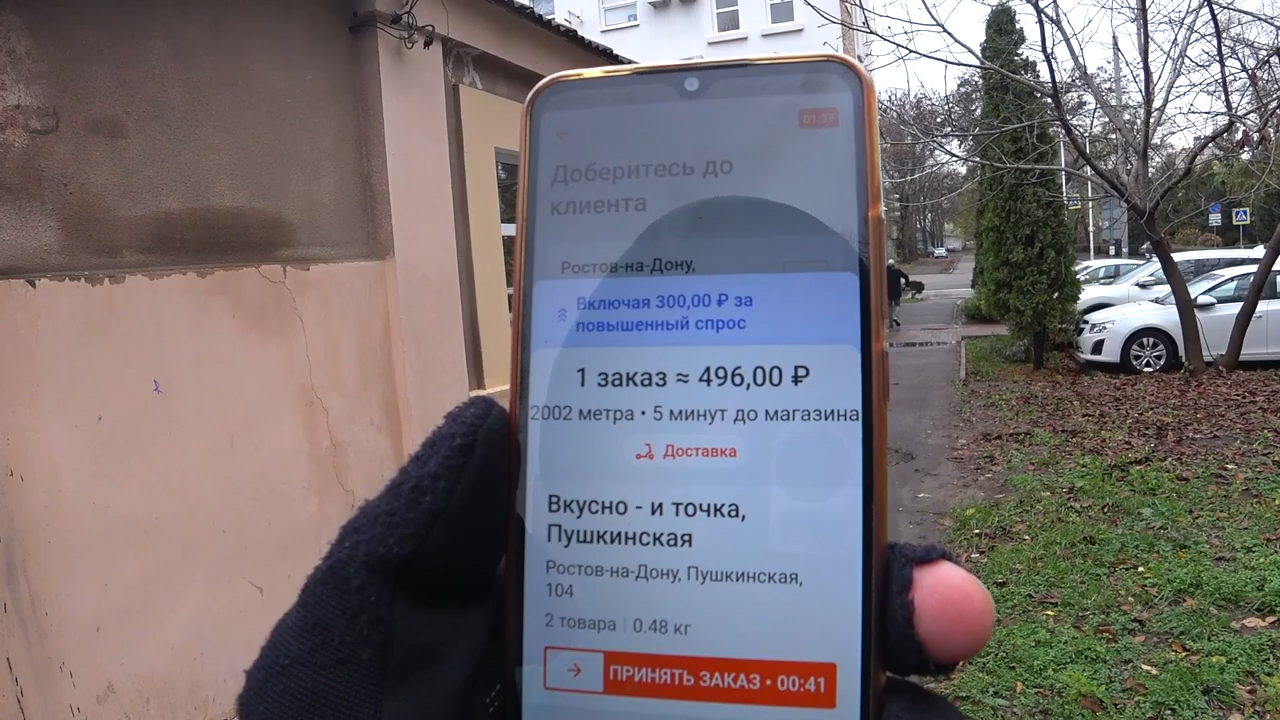 01:35
Доберитесь до
клиента
Ростов-на-Дону,
Включая 300,00 ₽ за
повышенный спрос
1 заказ ≈ 496,00 ₽
2002 метра • 5 минут до магазина
Доставка
Вкусно - и точка,
Пушкинская
Ростов-на-Дону, Пушкинская,
104
2 товара | 0.48 кг
ПРИНЯТЬ ЗАКАЗ • 00:41